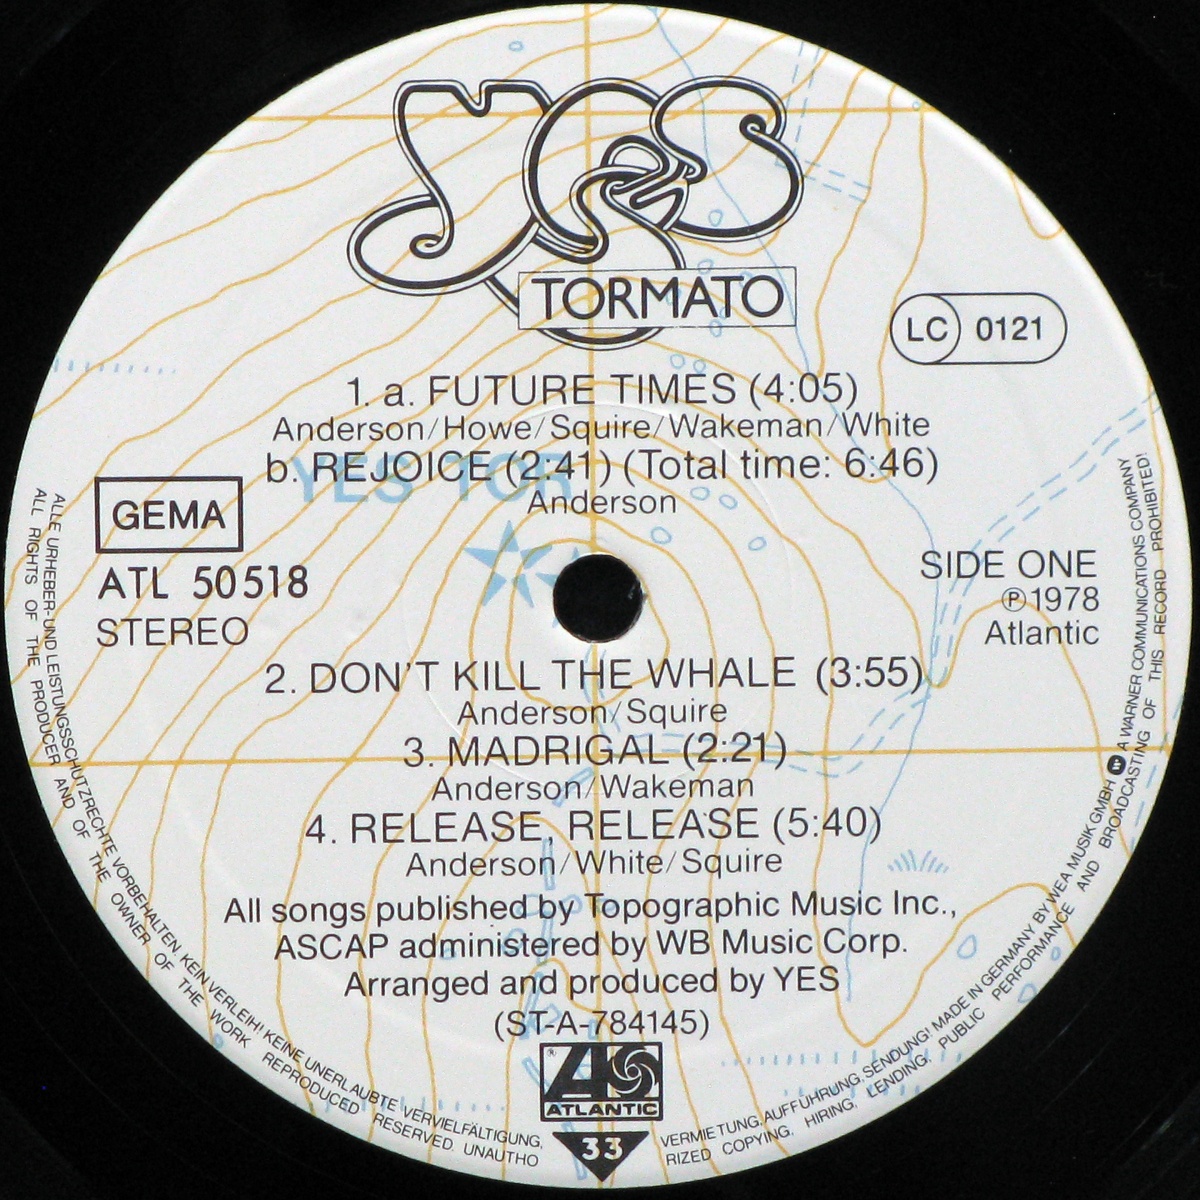 YES
TORMATO
LC 0121
1. a. FUTURE TIMES (4:05)
Anderson/Howe/Squire/Wakeman/White
b. REJOICE (2:41) (Total time: 6:46)
Anderson
YES TOR
GEMA
ATL 50518
STEREO
SIDE ONE
℗1978
Atlantic
2. DON'T KILL THE WHALE (3:55)
Anderson/Squire
3. MADRIGAL (2:21)
Anderson/Wakeman
4. RELEASE, RELEASE (5:40)
Anderson/White/Squire
All songs published by Topographic Music Inc.,
ASCAP administered by WB Music Corp.
Arranged and produced by YES
(ST-A-784145)
®
ATLANTIC
33
ALLE URHEBER- UND LEISTUNGSSCHUTZRECHTE VORBEHALTEN. KEIN VERLEIH! KEINE UNERLAUBTE VERVIELFÄLTIGUNG, VERMIETUNG, AUFFÜHRUNG, SENDUNG! MADE IN GERMANY BY WEA MUSIK GMBH W A WARNER COMMUNICATIONS COMPANY
ALL RIGHTS OF THE PRODUCER AND OF THE OWNER OF THE WORK REPRODUCED RESERVED. UNAUTHORIZED COPYING, HIRING, LENDING, PUBLIC PERFORMANCE AND BROADCASTING OF THIS RECORD PROHIBITED!